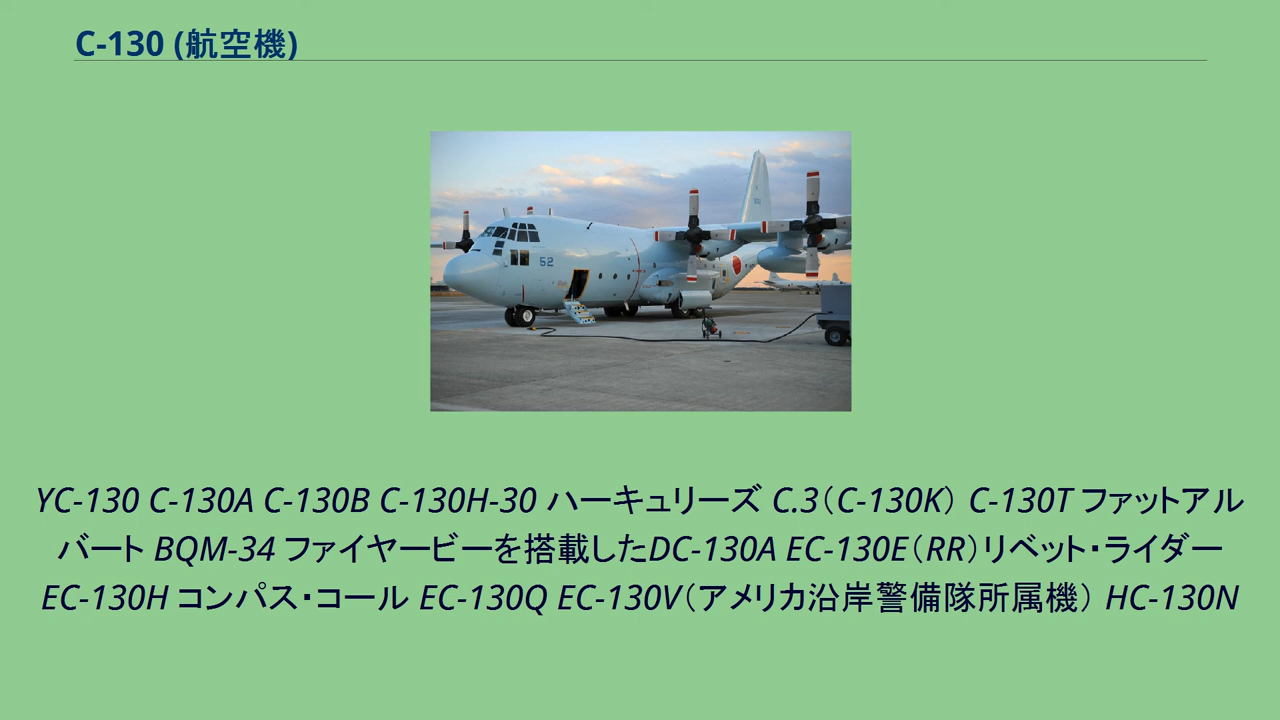 C-130 (航空機)
52
YC-130 C-130A C-130B C-130H-30 ハーキュリーズ C.3（C-130K） C-130T ファットアル
バート BQM-34 ファイヤービーを搭載したDC-130A EC-130E（RR）リベット・ライダー
EC-130H コンパス・コール EC-130Q EC-130V（アメリカ沿岸警備隊所属機） HC-130N